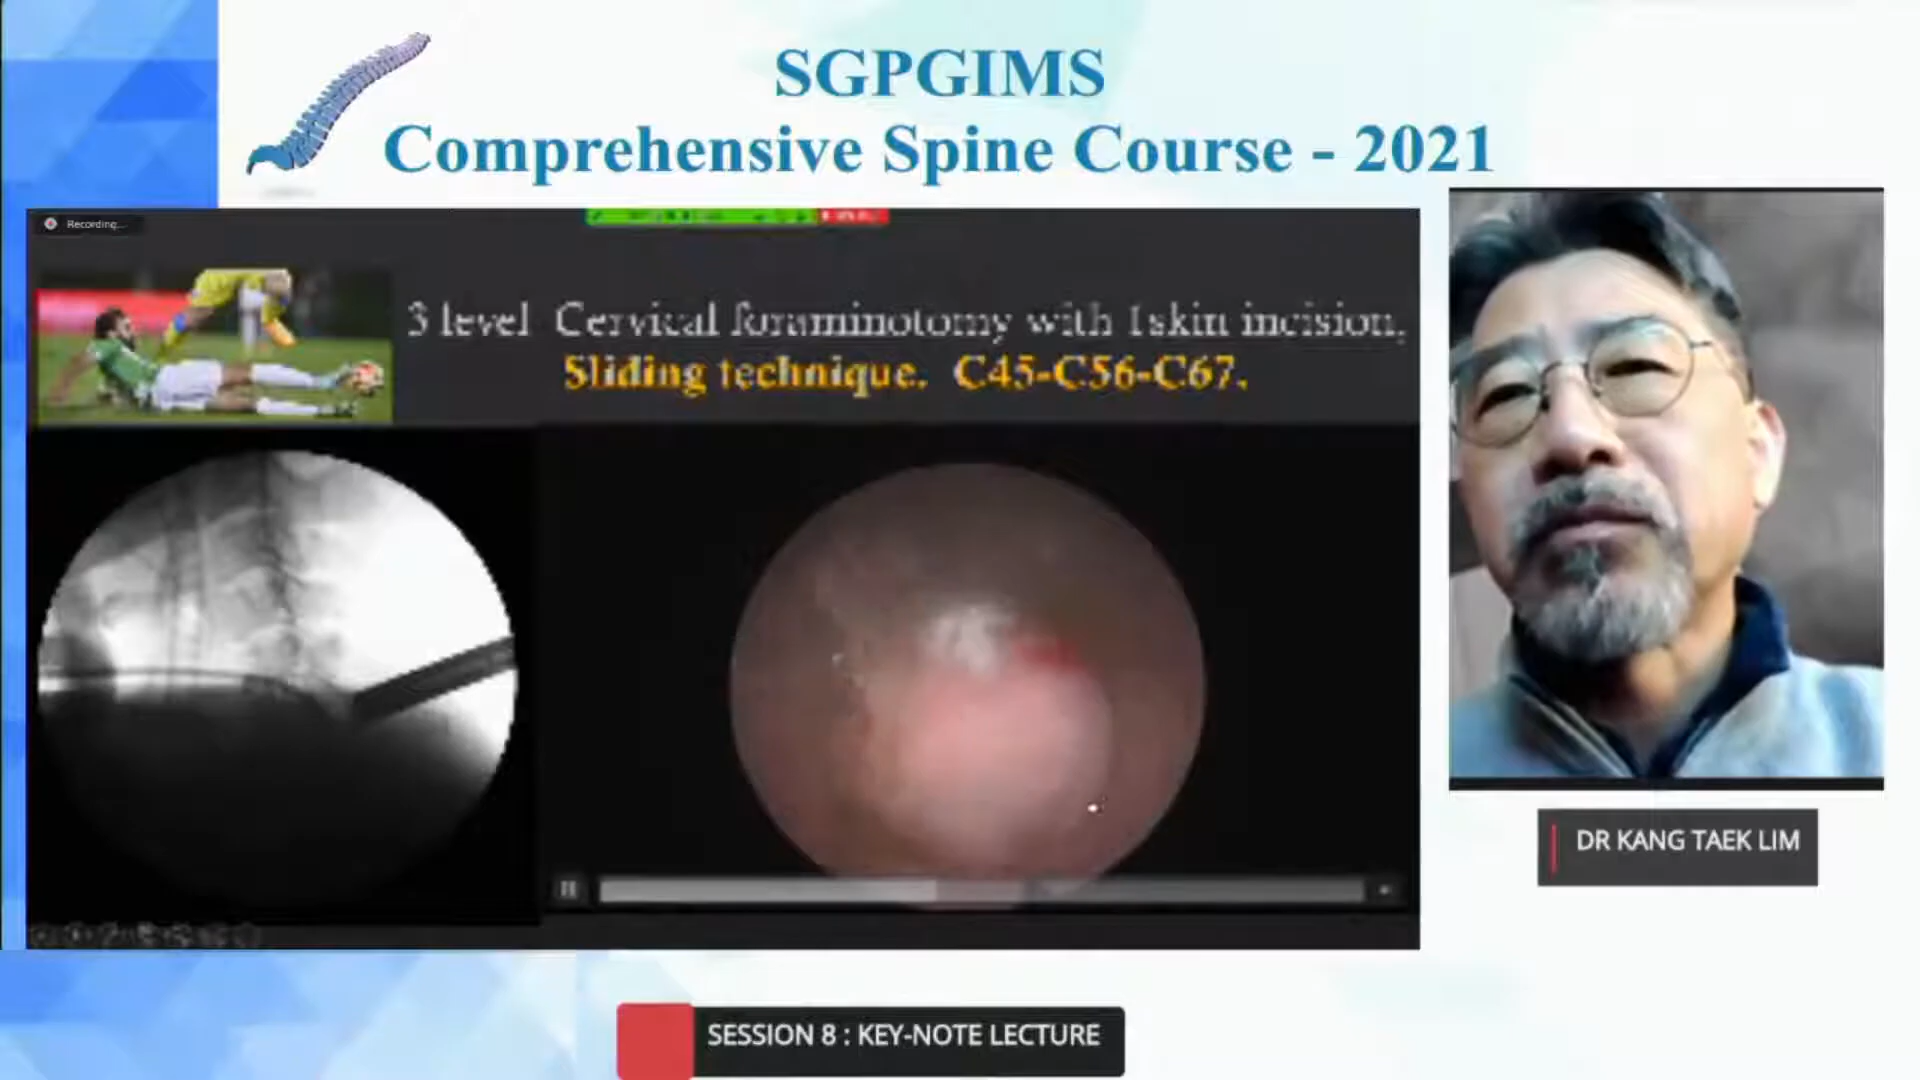 SGPGIMS
Comprehensive Spine Course - 2021
Recording...
3 level Cervical foraminotomy with 1skin incision,
Sliding technique. C45-C56-C67.
DR KANG TAEK LIM
SESSION 8 : KEY-NOTE LECTURE